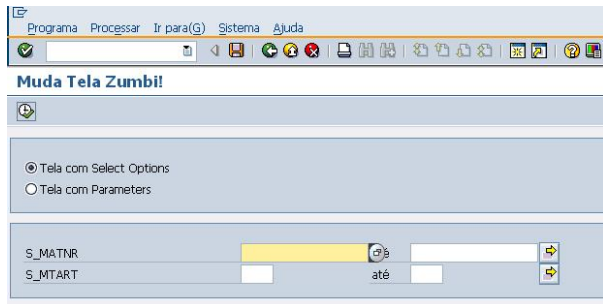 Programa Processar Ir para(G) Sistema Ajuda
Muda Tela Zumbi!
Tela com Select Options
Tela com Parameters
S_MATNR é
S_MTART até